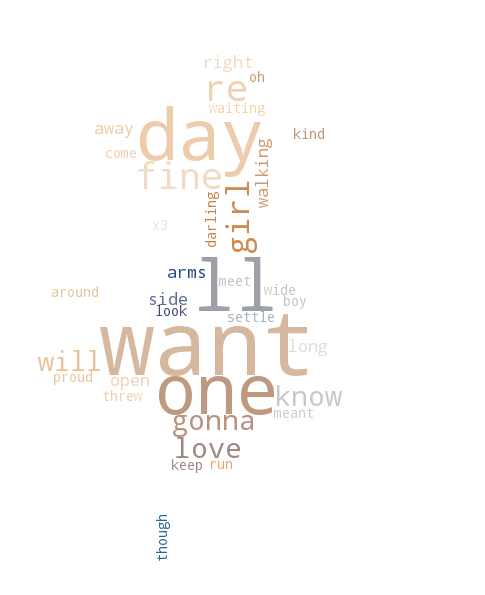 right
re oh
waiting
day
away kind
come
fine walking
darling girl
x3
arms ll meet
around side wide
boy
look settle
want long
will
proud open one
threw know
gonna meant
love
keep run
though